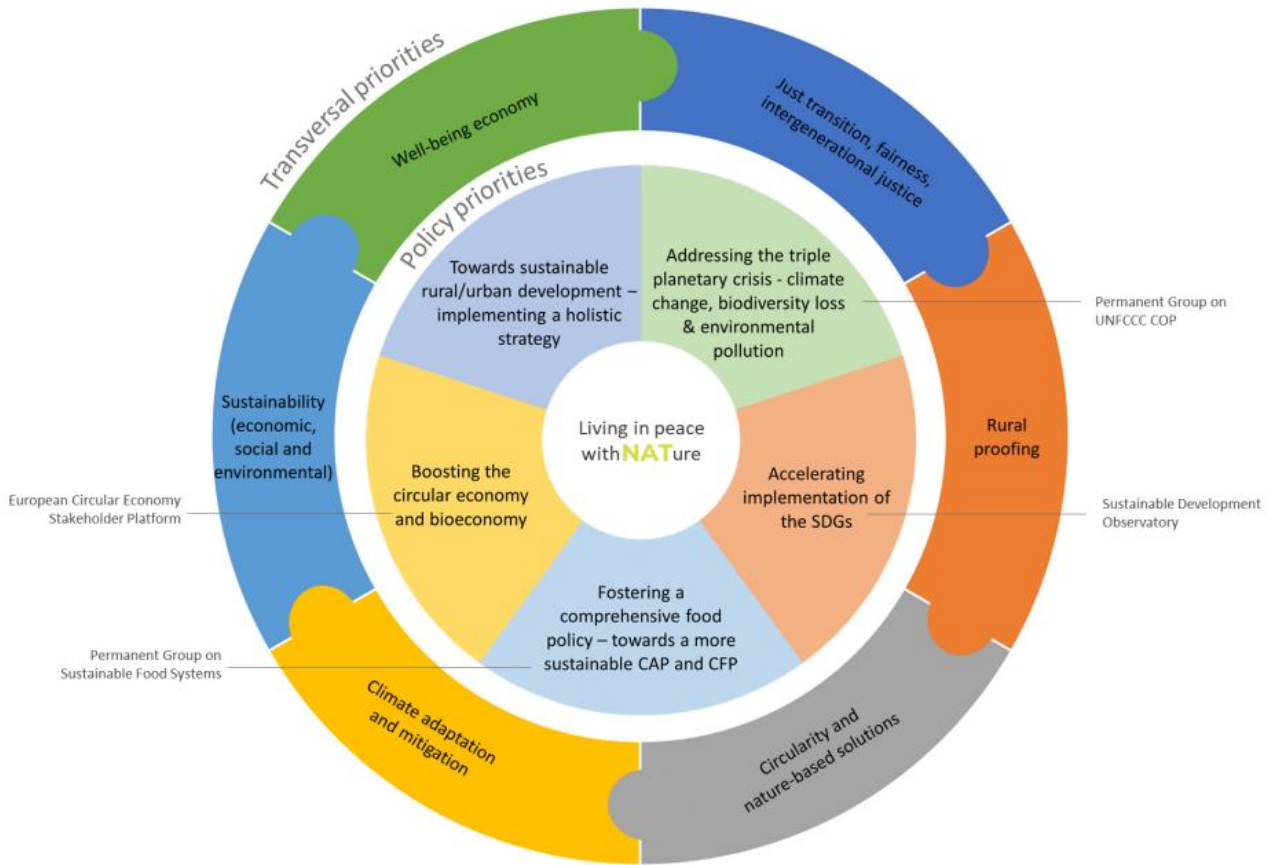 Transversal priorities
Well-being economy
Just transition, fairness,
intergenerational justice
Policy priorities
Towards sustainable
rural/urban development –
implementing a holistic
strategy
Addressing the triple
planetary crisis - climate
change, biodiversity loss
& environmental
pollution
Permanent Group on
UNFCCC COP
Sustainability
(economic,
social and
environmental)
Living in peace
withNATure
Rural
proofing
Boosting the
circular economy
and bioeconomy
Accelerating
implementation of
the SDGs
European Circular Economy
Stakeholder Platform
Sustainable Development
Observatory
Fostering a
comprehensive food
policy – towards a more
sustainable CAP and CFP
Permanent Group on
Sustainable Food Systems
Climate adaptation
and mitigation
Circularity and
nature-based solutions